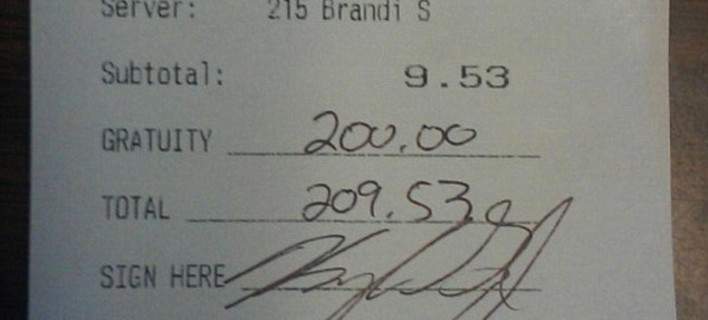 Server: 215 Brandi S
Subtotal: 9.53
GRATUITY 200.00
TOTAL 209.53
SIGN HERE